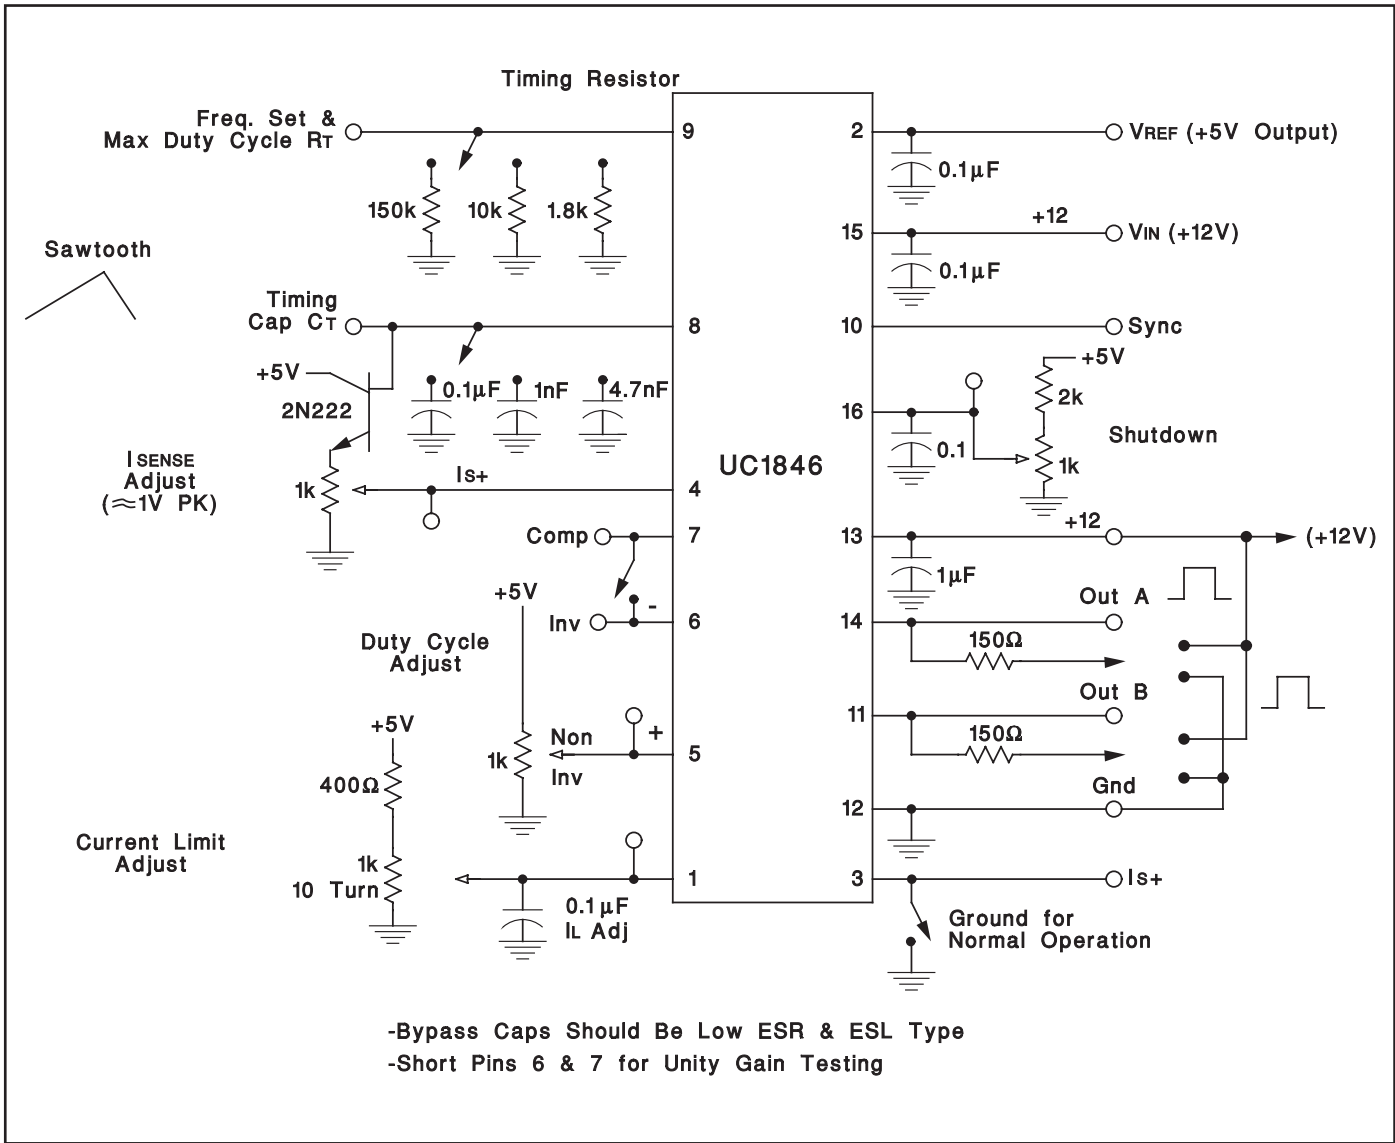 Timing Resistor
Freq. Set &
Max Duty Cycle RT
9
2
VREF (+5V Output)
0.1µF
150k
10k
1.8k
+12
15
VIN (+12V)
0.1µF
Sawtooth
Timing
Cap CT
8
10
Sync
+5V
+5V
2N222
0.1µF
1nF
4.7nF
2k
16
Shutdown
0.1
1k
UC1846
ISENSE
Adjust
(≈1V PK)
1k
IS+
4
+12
Comp
7
13
(+12V)
1µF
+5V
Out A
Inv
-
6
14
150Ω
Duty Cycle
Adjust
Out B
+5V
11
150Ω
Non
Inv
+
1k
5
400Ω
Gnd
12
Current Limit
Adjust
1k
10 Turn
1
3
IS+
0.1µF
IL Adj
Ground for
Normal Operation
-Bypass Caps Should Be Low ESR & ESL Type
-Short Pins 6 & 7 for Unity Gain Testing